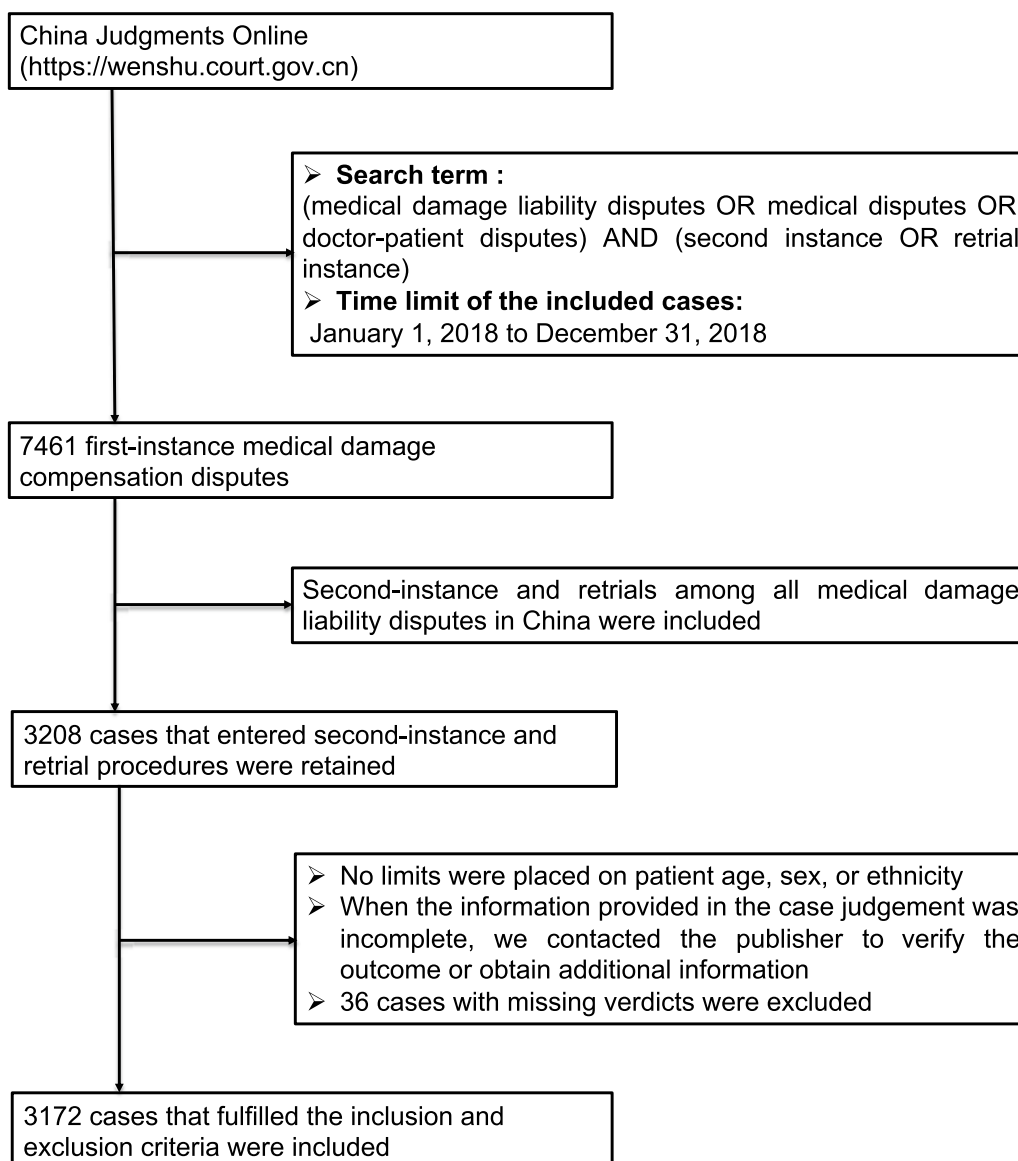 China Judgments Online
(https://wenshu.court.gov.cn)
➢ Search term :
(medical damage liability disputes OR medical disputes OR
doctor-patient disputes) AND (second instance OR retrial
instance)
➢ Time limit of the included cases:
January 1, 2018 to December 31, 2018
7461 first-instance medical damage
compensation disputes
Second-instance and retrials among all medical damage
liability disputes in China were included
3208 cases that entered second-instance and
retrial procedures were retained
➢ No limits were placed on patient age, sex, or ethnicity
➢ When the information provided in the case judgement was
incomplete, we contacted the publisher to verify the
outcome or obtain additional information
➢ 36 cases with missing verdicts were excluded
3172 cases that fulfilled the inclusion and
exclusion criteria were included